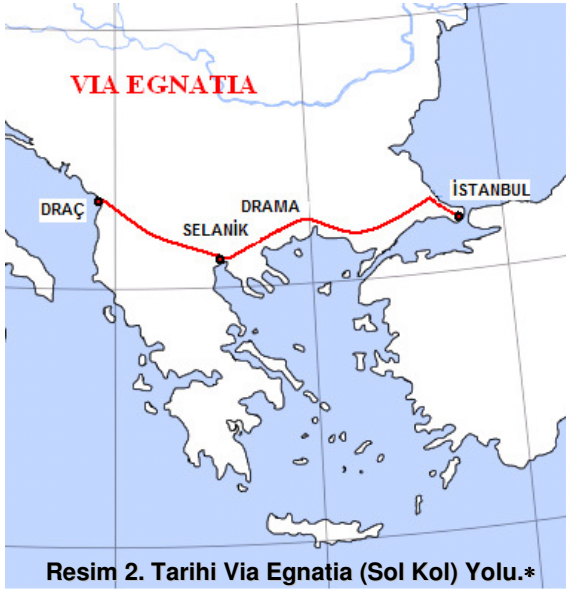 VIA EGNATIA
İSTANBUL
DRAÇ
DRAMA
SELANİK
Resim 2. Tarihi Via Egnatia (Sol Kol) Yolu.*